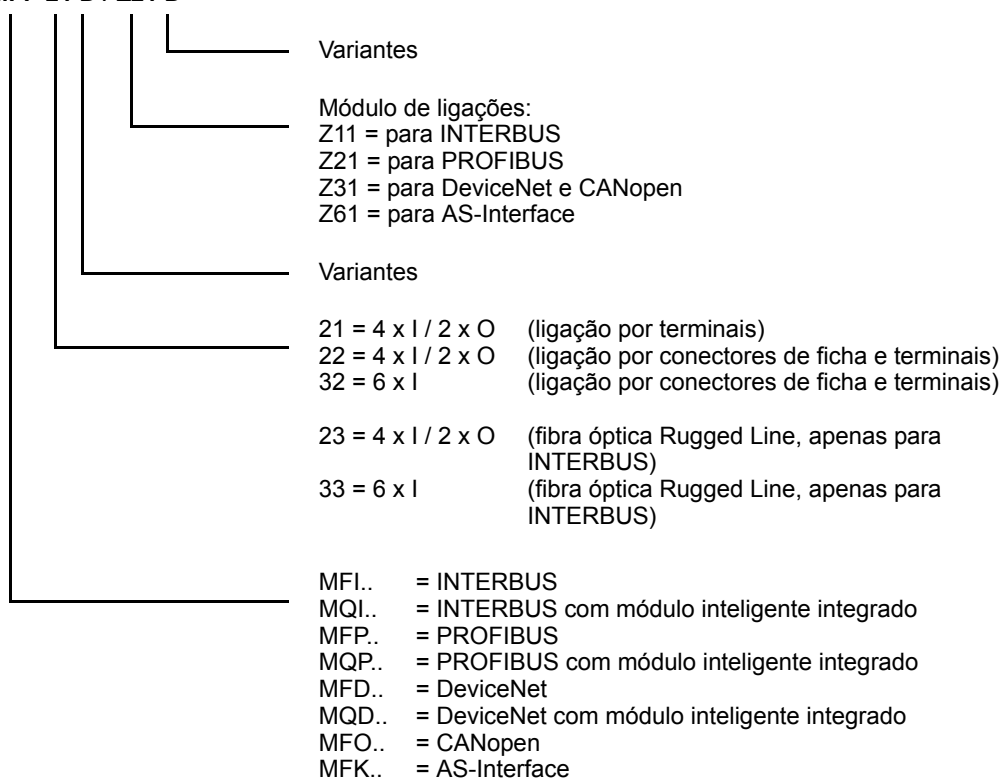 Variantes
Módulo de ligações:
Z11 = para INTERBUS
Z21 = para PROFIBUS
Z31 = para DeviceNet e CANopen
Z61 = para AS-Interface
Variantes
21 = 4 x I / 2 x O (ligação por terminais)
22 = 4 x I / 2 x O (ligação por conectores de ficha e terminais)
32 = 6 x I (ligação por conectores de ficha e terminais)
23 = 4 x I / 2 x O (fibra óptica Rugged Line, apenas para
INTERBUS)
33 = 6 x I (fibra óptica Rugged Line, apenas para
INTERBUS)
MFI.. = INTERBUS
MQI.. = INTERBUS com módulo inteligente integrado
MFP.. = PROFIBUS
MQP.. = PROFIBUS com módulo inteligente integrado
MFD.. = DeviceNet
MQD.. = DeviceNet com módulo inteligente integrado
MFO.. = CANopen
MFK.. = AS-Interface